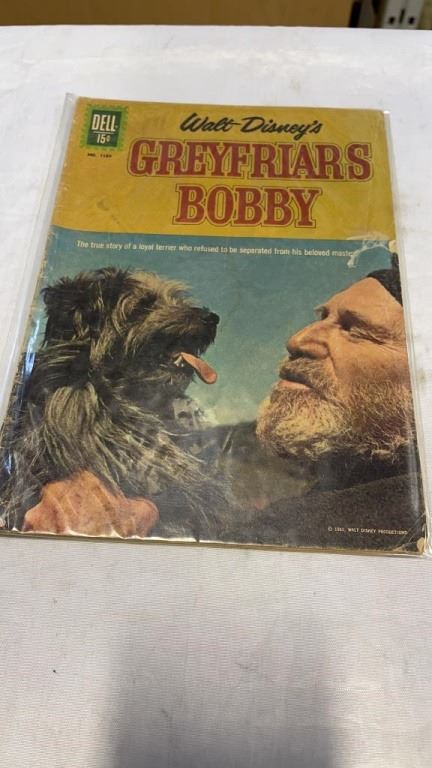 DELL
15¢
Walt Disney's
GREYFRIARS
BOBBY
The true story of a loyal terrier who refused to be separated from his beloved master
© 1961, WALT DISNEY PRODUCTIONS